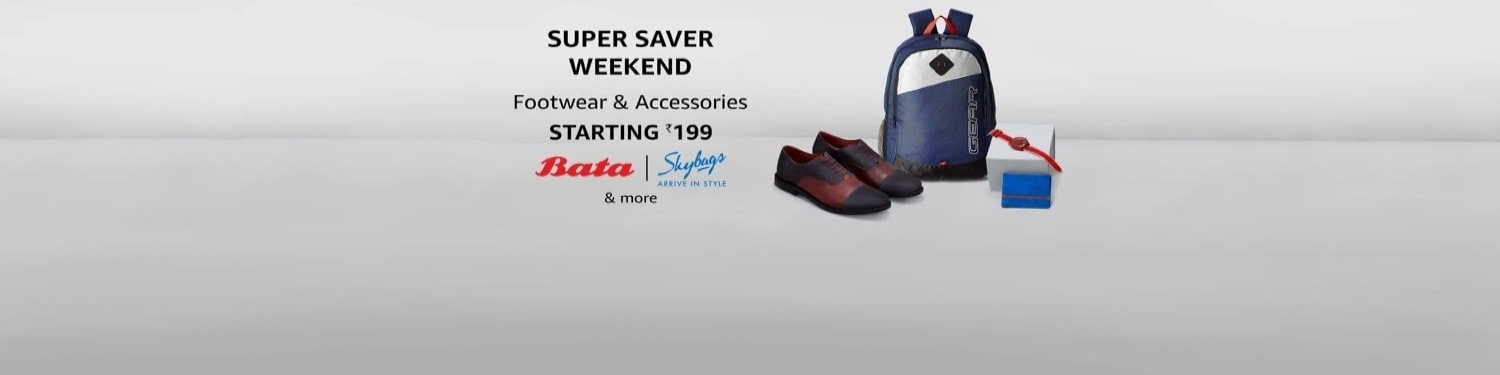 SUPER SAVER
WEEKEND
Footwear & Accessories
STARTING ₹199
Bata | Skybags
ARRIVE IN STYLE
& more
GEAR